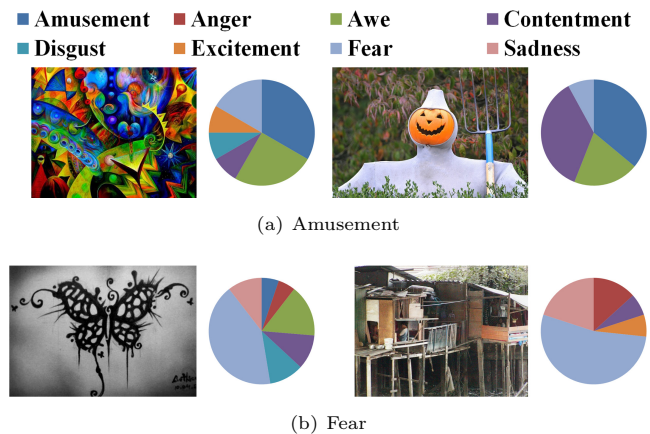 Amusement Anger Awe Contentment
Disgust Excitement Fear Sadness
(a) Amusement
(b) Fear